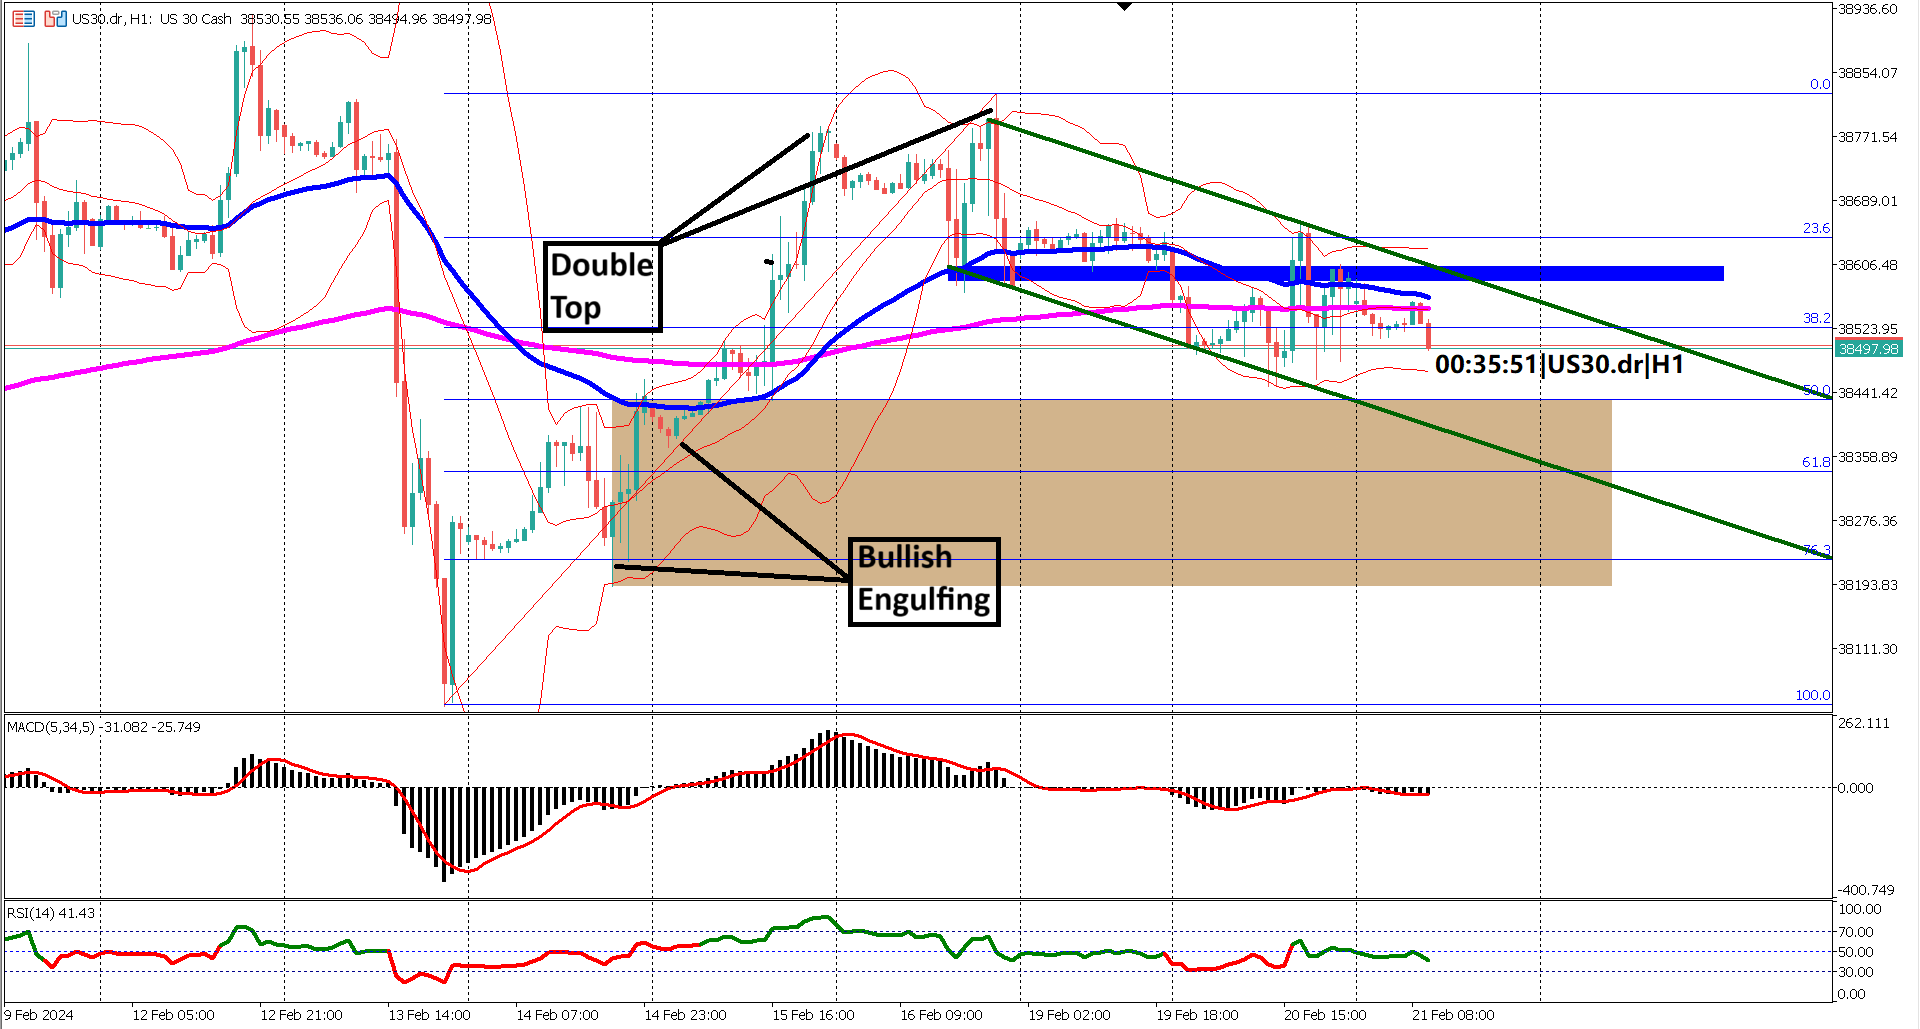 US30.dr, H1: US 30 Cash 38530.55 38536.06 38494.96 38497.98
38936.60
38854.07
0.0
38771.54
38689.01
23.6
Double
Top
38606.48
38.2
38523.95
38497.98
00:35:51|US30.dr|H1
50.0
38441.42
61.8
38358.89
38276.36
Bullish
Engulfing
76.3
38193.83
38111.30
100.0
MACD(5,34,5) -31.082 -25.749
262.111
0.000
-400.749
RSI(14) 41.43
100.00
70.00
50.00
30.00
0.00
9 Feb 2024
12 Feb 05:00
12 Feb 21:00
13 Feb 14:00
14 Feb 07:00
14 Feb 23:00
15 Feb 16:00
16 Feb 09:00
19 Feb 02:00
19 Feb 18:00
20 Feb 15:00
21 Feb 08:00